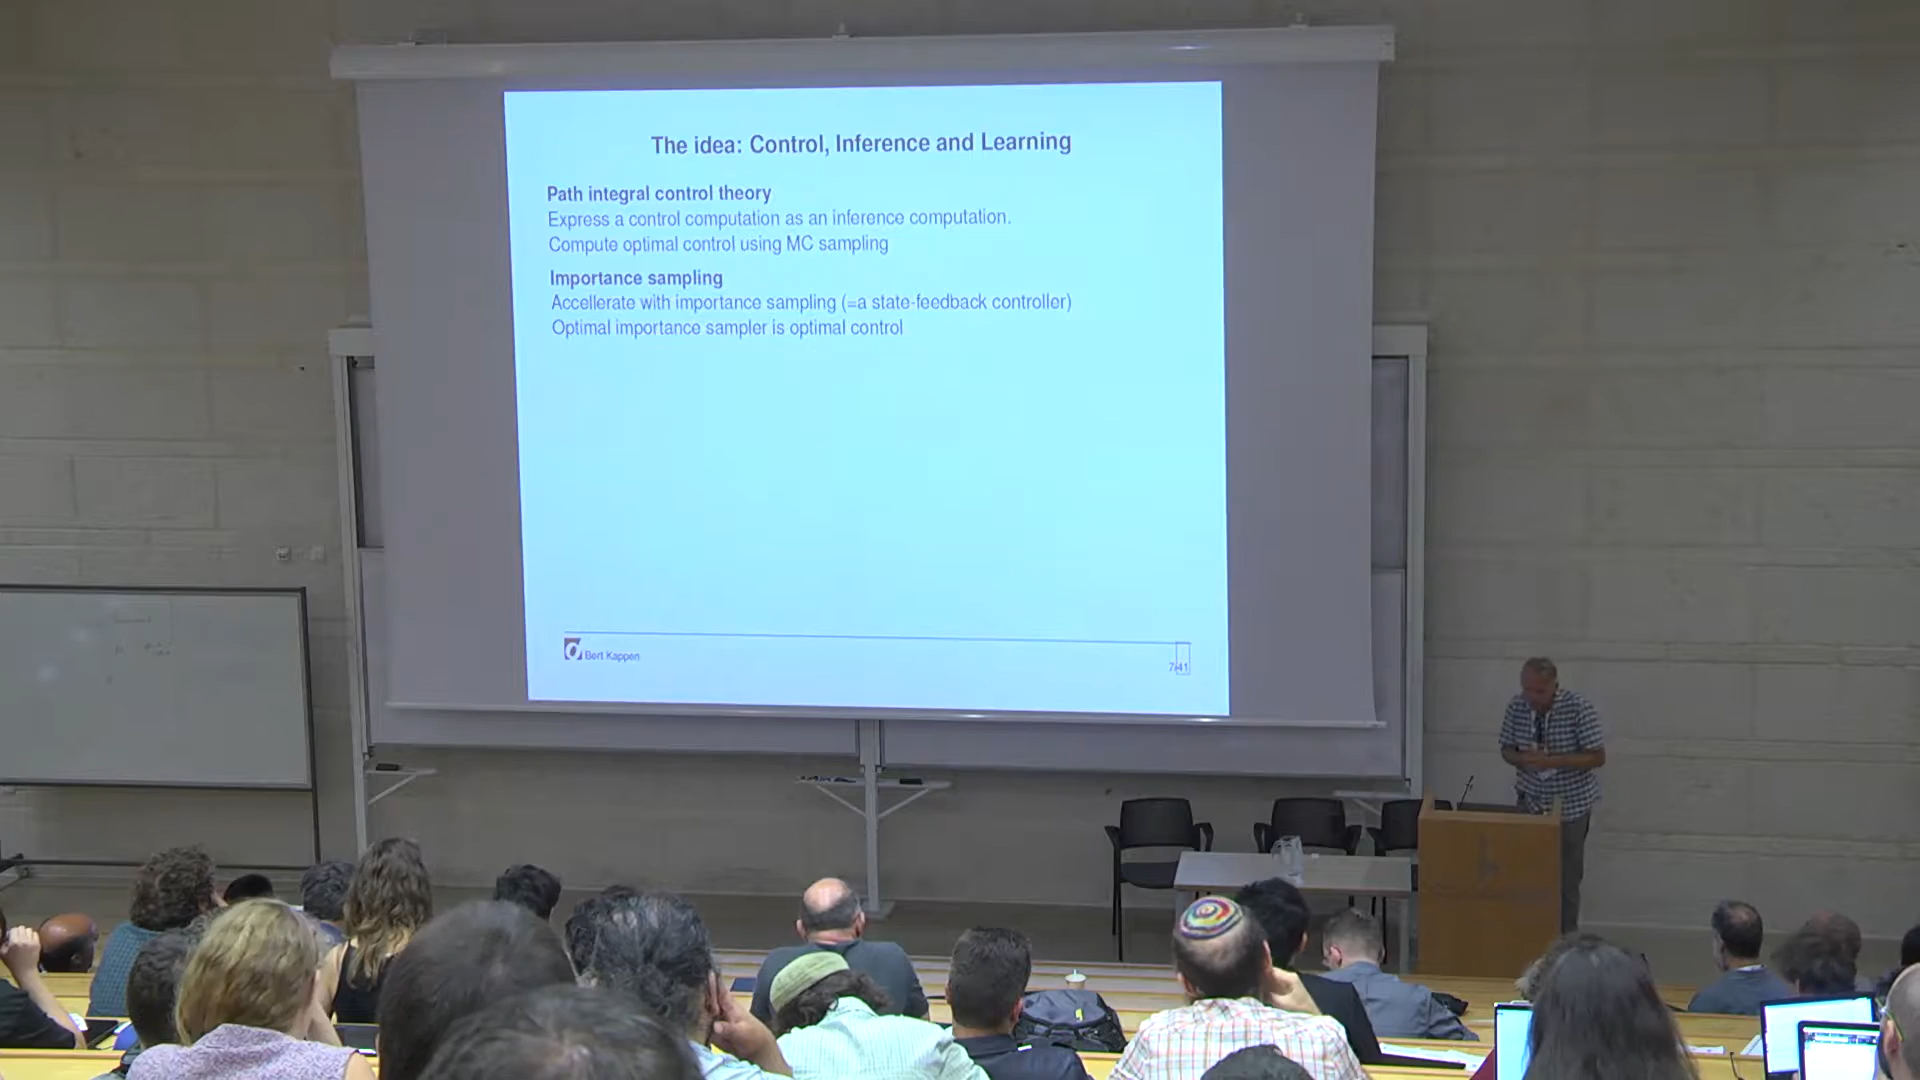 The idea: Control, Inference and Learning
Path integral control theory
Express a control computation as an inference computation.
Compute optimal control using MC sampling
Importance sampling
Accellerate with importance sampling (=a state-feedback controller)
Optimal importance sampler is optimal control
Bert Kappen
7/41